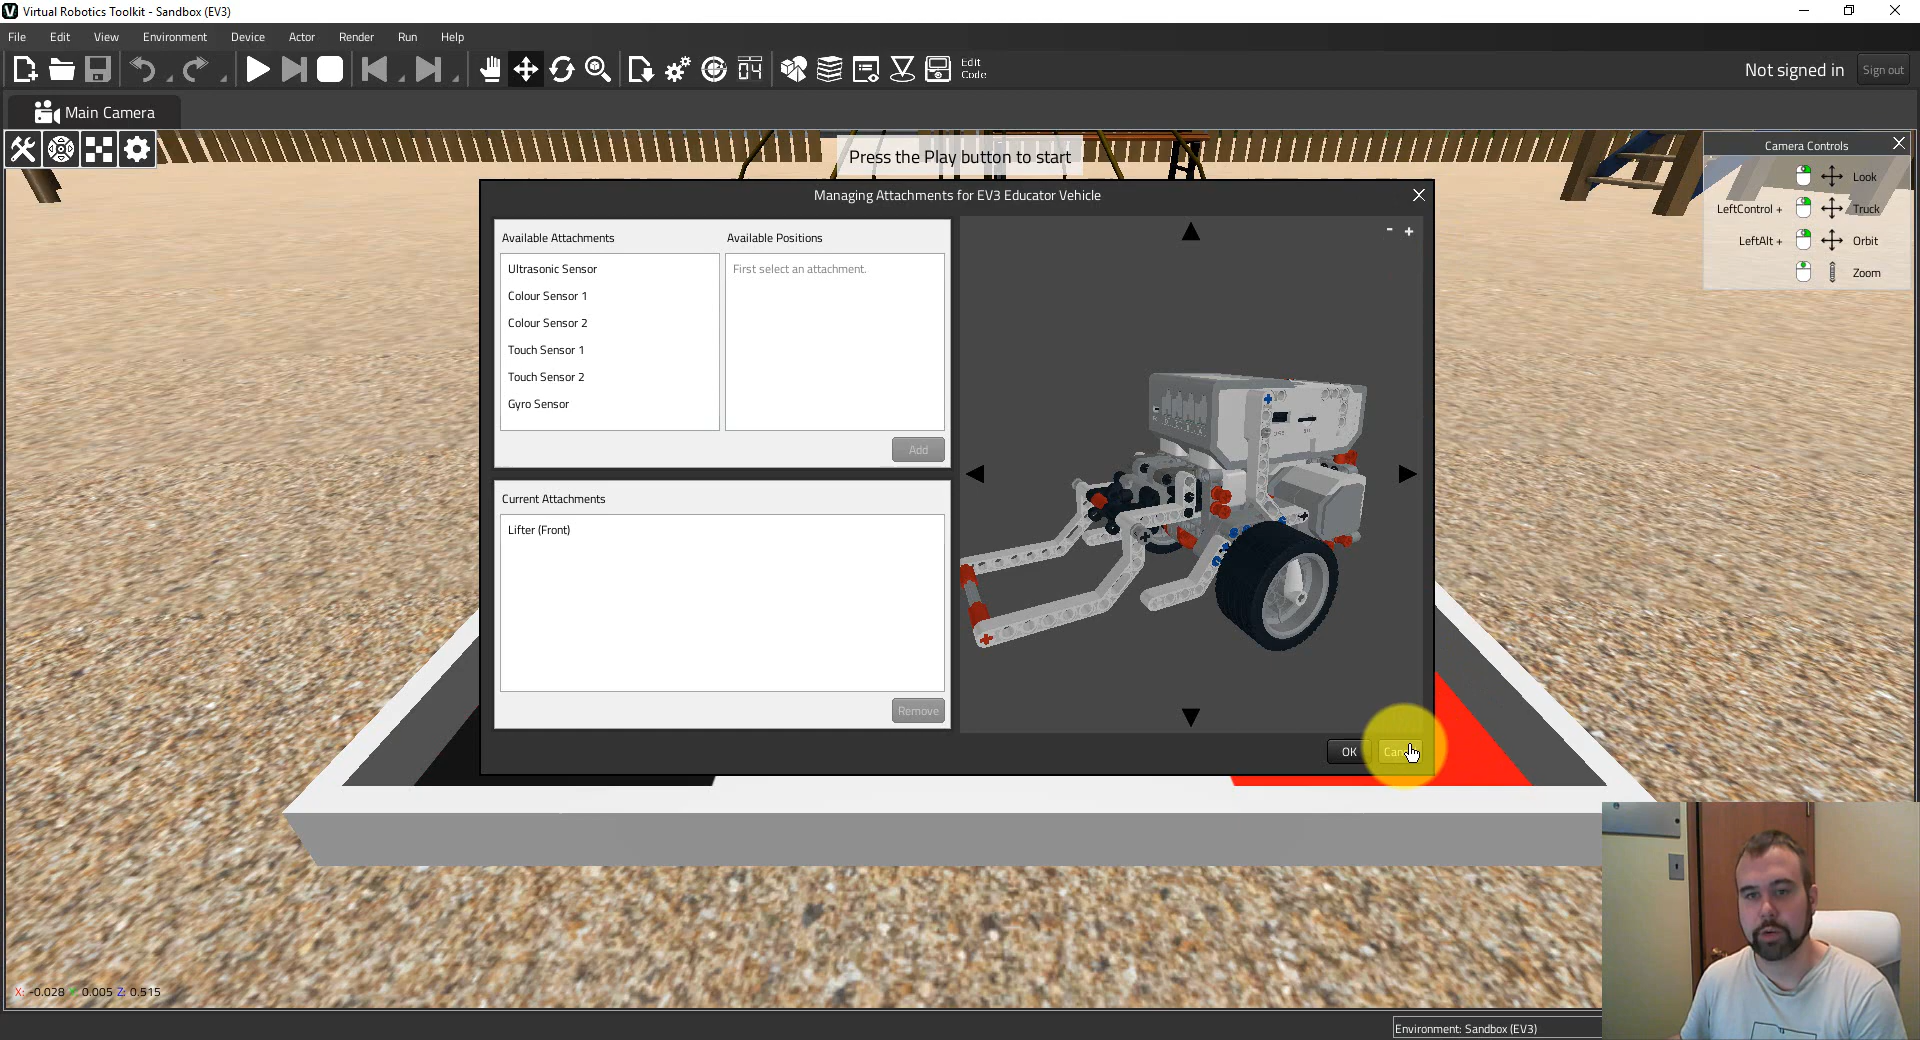 Virtual Robotics Toolkit - Sandbox (EV3)
File Edit View Environment Device Actor Render Run Help
Edit
Code
Not signed in Sign out
Main Camera
Press the Play button to start
Camera Controls
Look
LeftControl + Truck
LeftAlt + Orbit
Zoom
Managing Attachments for EV3 Educator Vehicle
Available Attachments
Ultrasonic Sensor
Colour Sensor 1
Colour Sensor 2
Touch Sensor 1
Touch Sensor 2
Gyro Sensor
Available Positions
First select an attachment.
Add
- +
Current Attachments
Lifter (Front)
Remove
OK
X: -0.028 0.005 Z: 0.515
Environment: Sandbox (EV3)